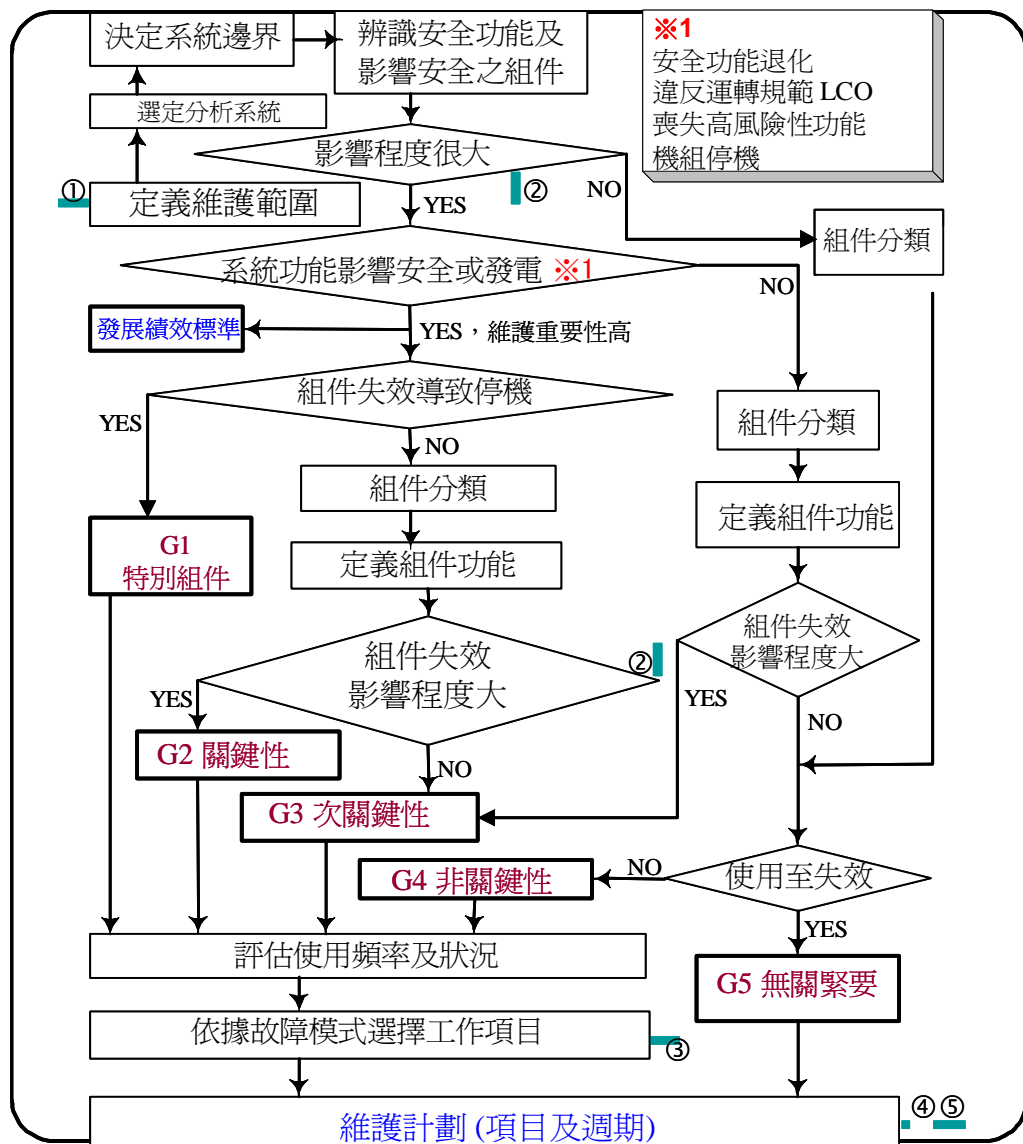 決定系統邊界
辨識安全功能及
影響安全之組件
※1
安全功能退化
違反運轉規範 LCO
喪失高風險性功能
機組停機
選定分析系統
影響程度很大
①
定義維護範圍
②
YES
NO
組件分類
系統功能影響安全或發電 ※1
NO
發展績效標準
YES，維護重要性高
組件失效導致停機
YES
NO
組件分類
組件分類
定義組件功能
G1
特別組件
定義組件功能
組件失效
影響程度大
②
組件失效
影響程度大
YES
YES
NO
G2 關鍵性
NO
G3 次關鍵性
G4 非關鍵性
NO
使用至失效
YES
評估使用頻率及狀況
G5 無關緊要
依據故障模式選擇工作項目
③
維護計劃 (項目及週期)
④⑤